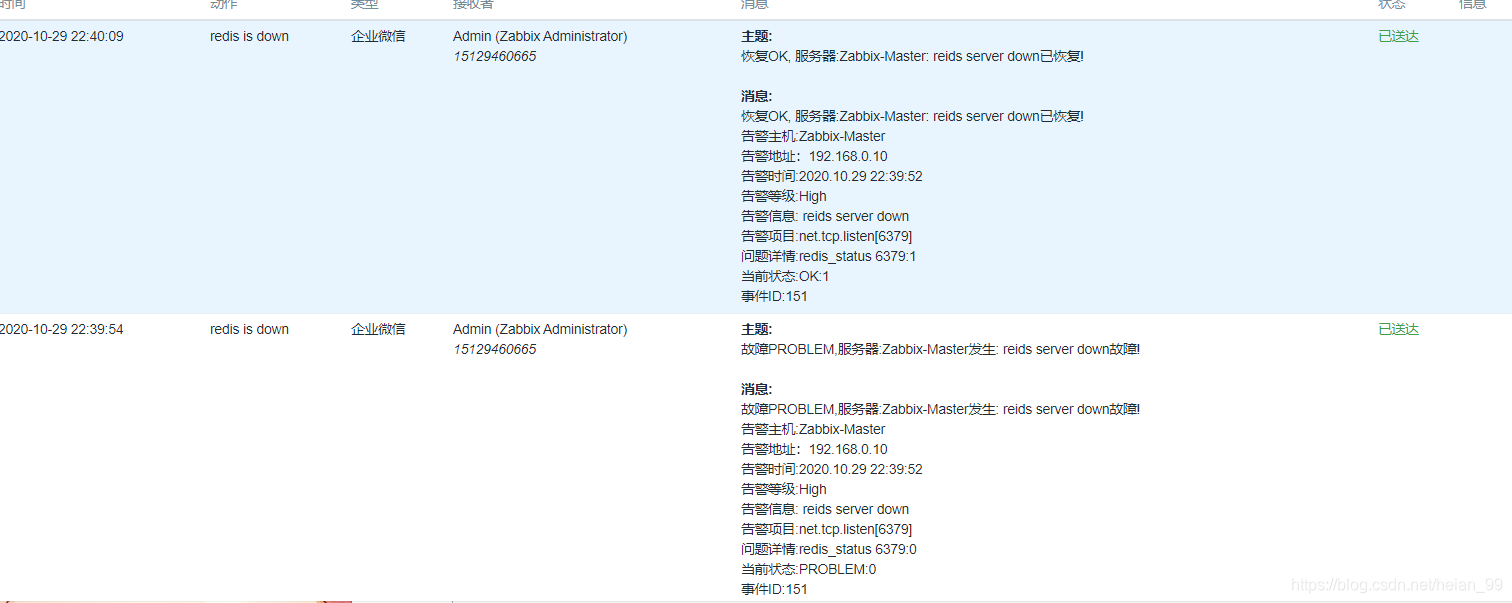 时间 动作 类型 接收者 消息 状态 信息
2020-10-29 22:40:09 redis is down 企业微信 Admin (Zabbix Administrator) 主题: 已送达
15129460665 恢复OK, 服务器:Zabbix-Master: reids server down已恢复!
消息:
恢复OK, 服务器:Zabbix-Master: reids server down已恢复!
告警主机:Zabbix-Master
告警地址：192.168.0.10
告警时间:2020.10.29 22:39:52
告警等级:High
告警信息: reids server down
告警项目:net.tcp.listen[6379]
问题详情:redis_status 6379:1
当前状态:OK:1
事件ID:151
2020-10-29 22:39:54 redis is down 企业微信 Admin (Zabbix Administrator) 主题: 已送达
15129460665 故障PROBLEM,服务器:Zabbix-Master发生: reids server down故障!
消息:
故障PROBLEM,服务器:Zabbix-Master发生: reids server down故障!
告警主机:Zabbix-Master
告警地址：192.168.0.10
告警时间:2020.10.29 22:39:52
告警等级:High
告警信息: reids server down
告警项目:net.tcp.listen[6379]
问题详情:redis_status 6379:0
当前状态:PROBLEM:0
事件ID:151
https://blog.csdn.net/heian_99